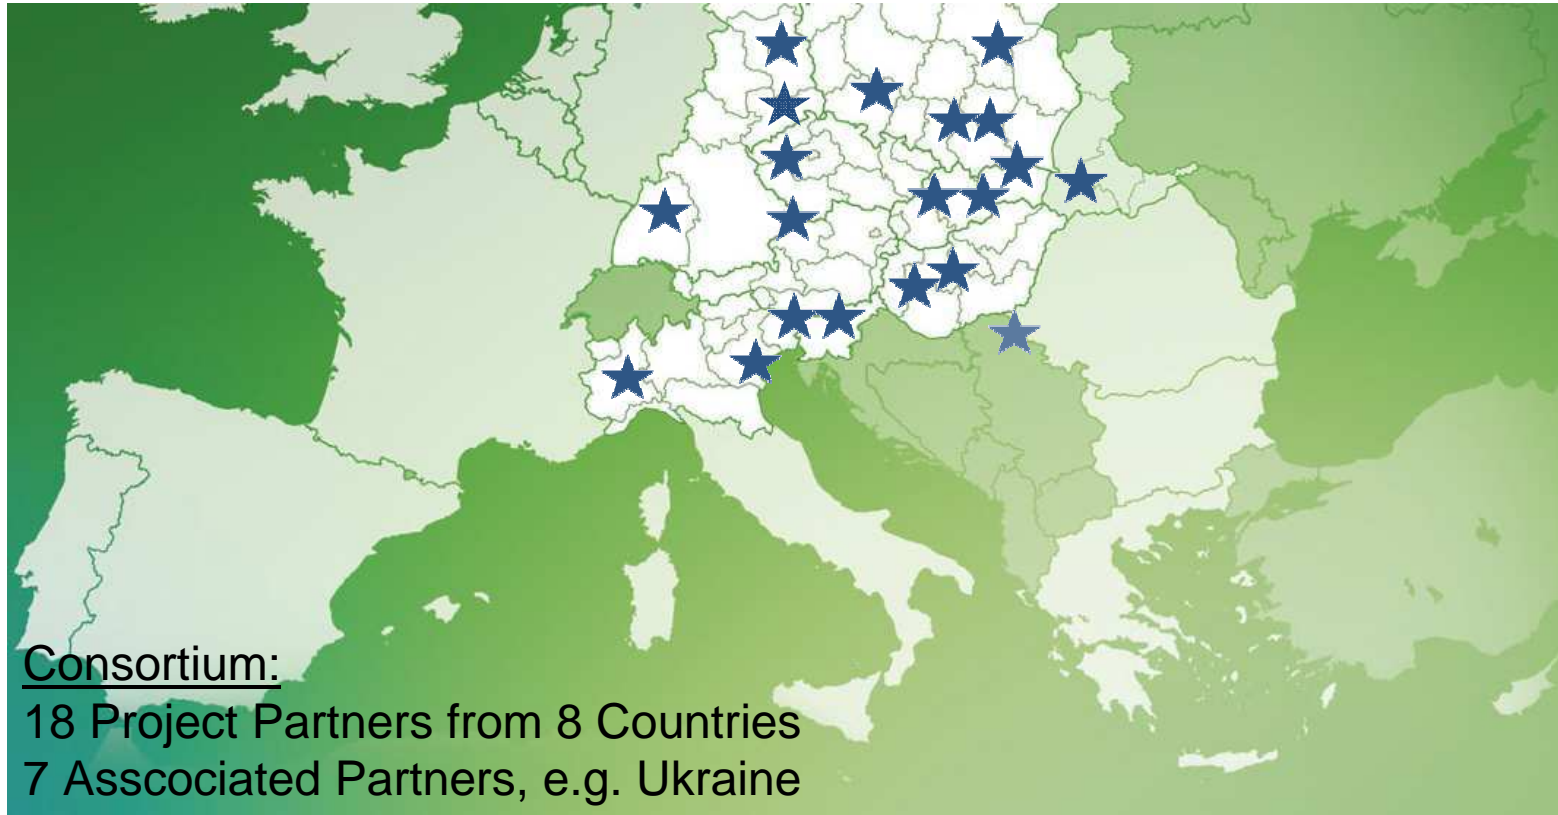 Consortium:
18 Project Partners from 8 Countries
7 Asscociated Partners, e.g. Ukraine